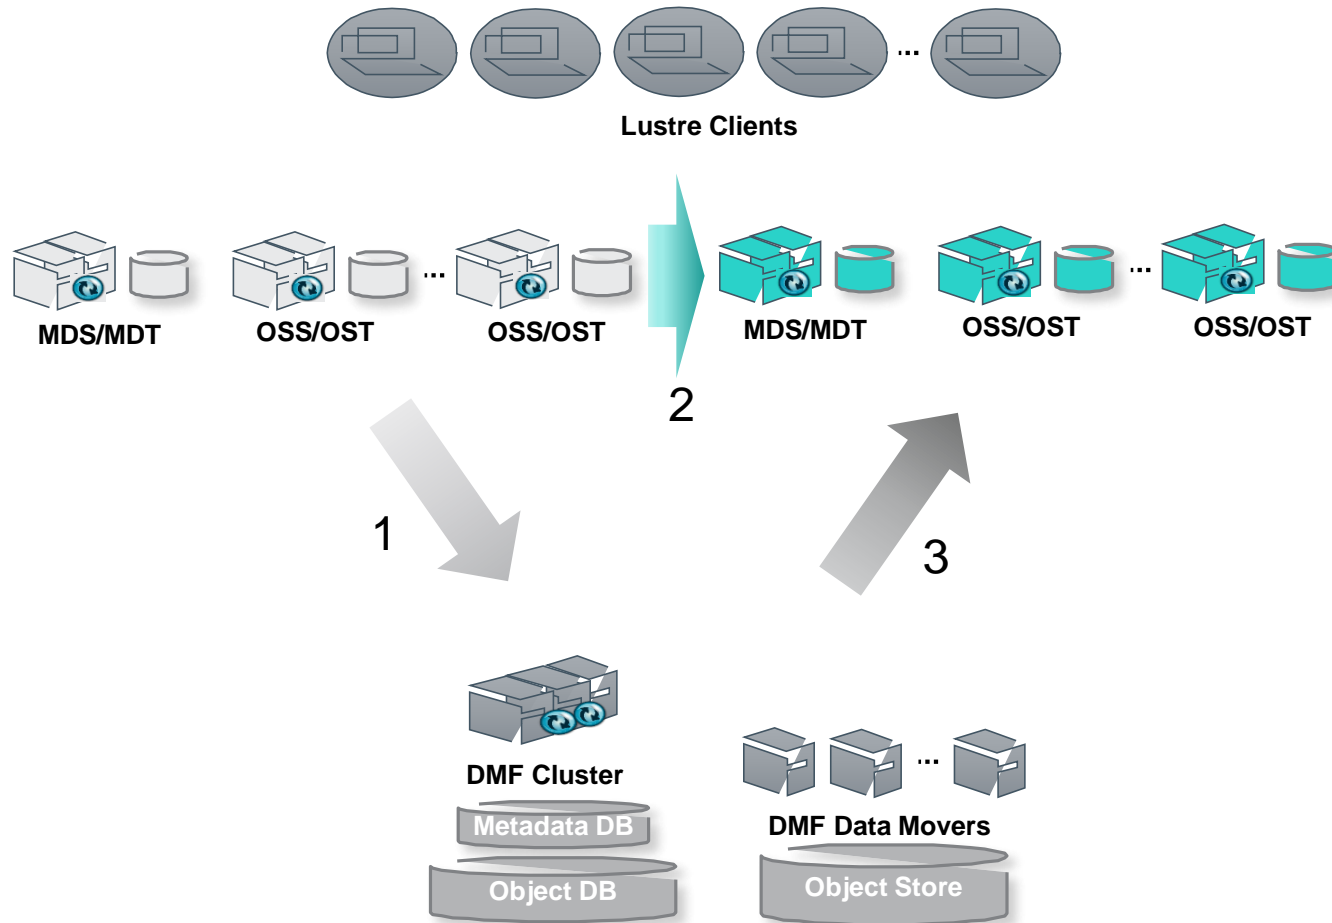 ...
Lustre Clients
... ...
MDS/MDT OSS/OST OSS/OST MDS/MDT OSS/OST OSS/OST
2
1
3
...
DMF Cluster
DMF Data Movers
Metadata DB
Object DB
Object Store